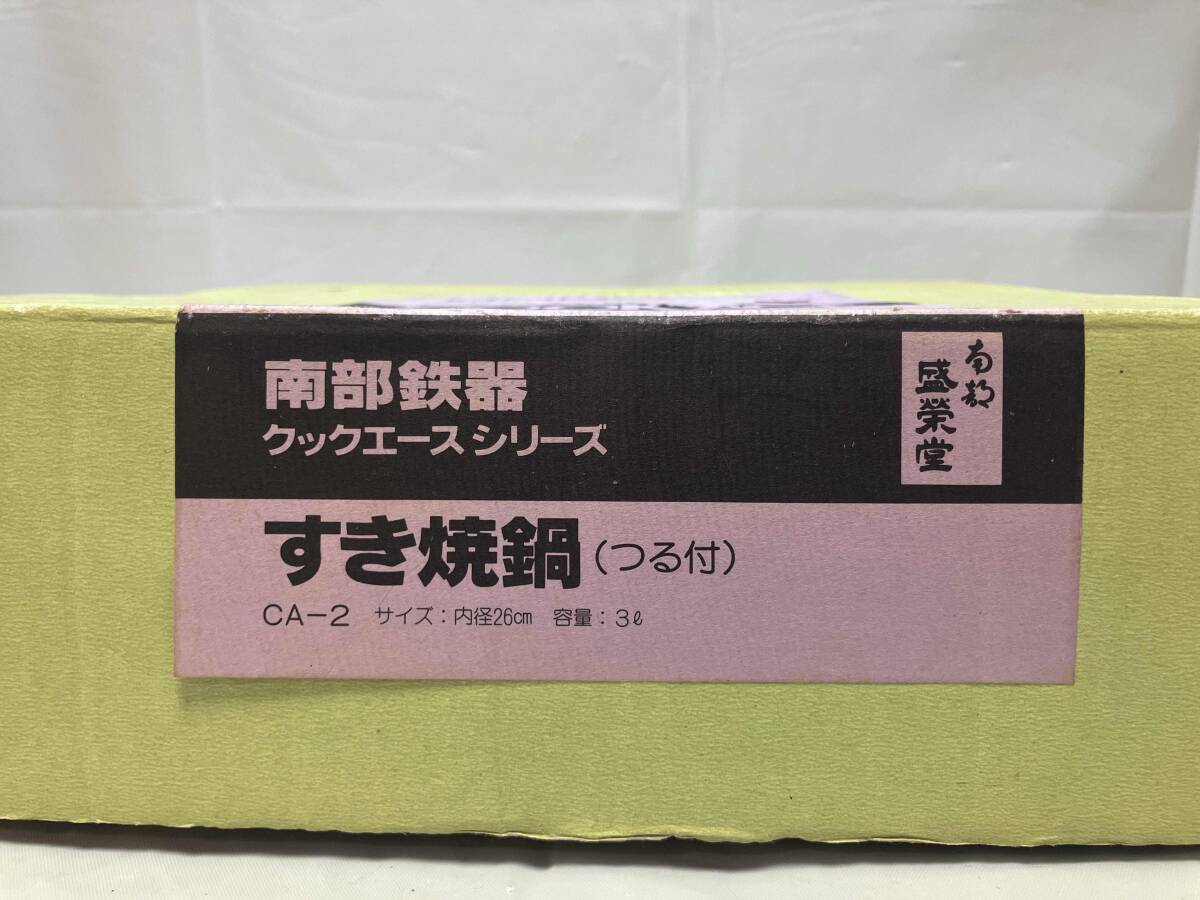 南部鉄器
クックエースシリーズ
南部
盛榮堂
すき焼鍋(つる付)
CA-2 サイズ:内径26cm 容量:3ℓ